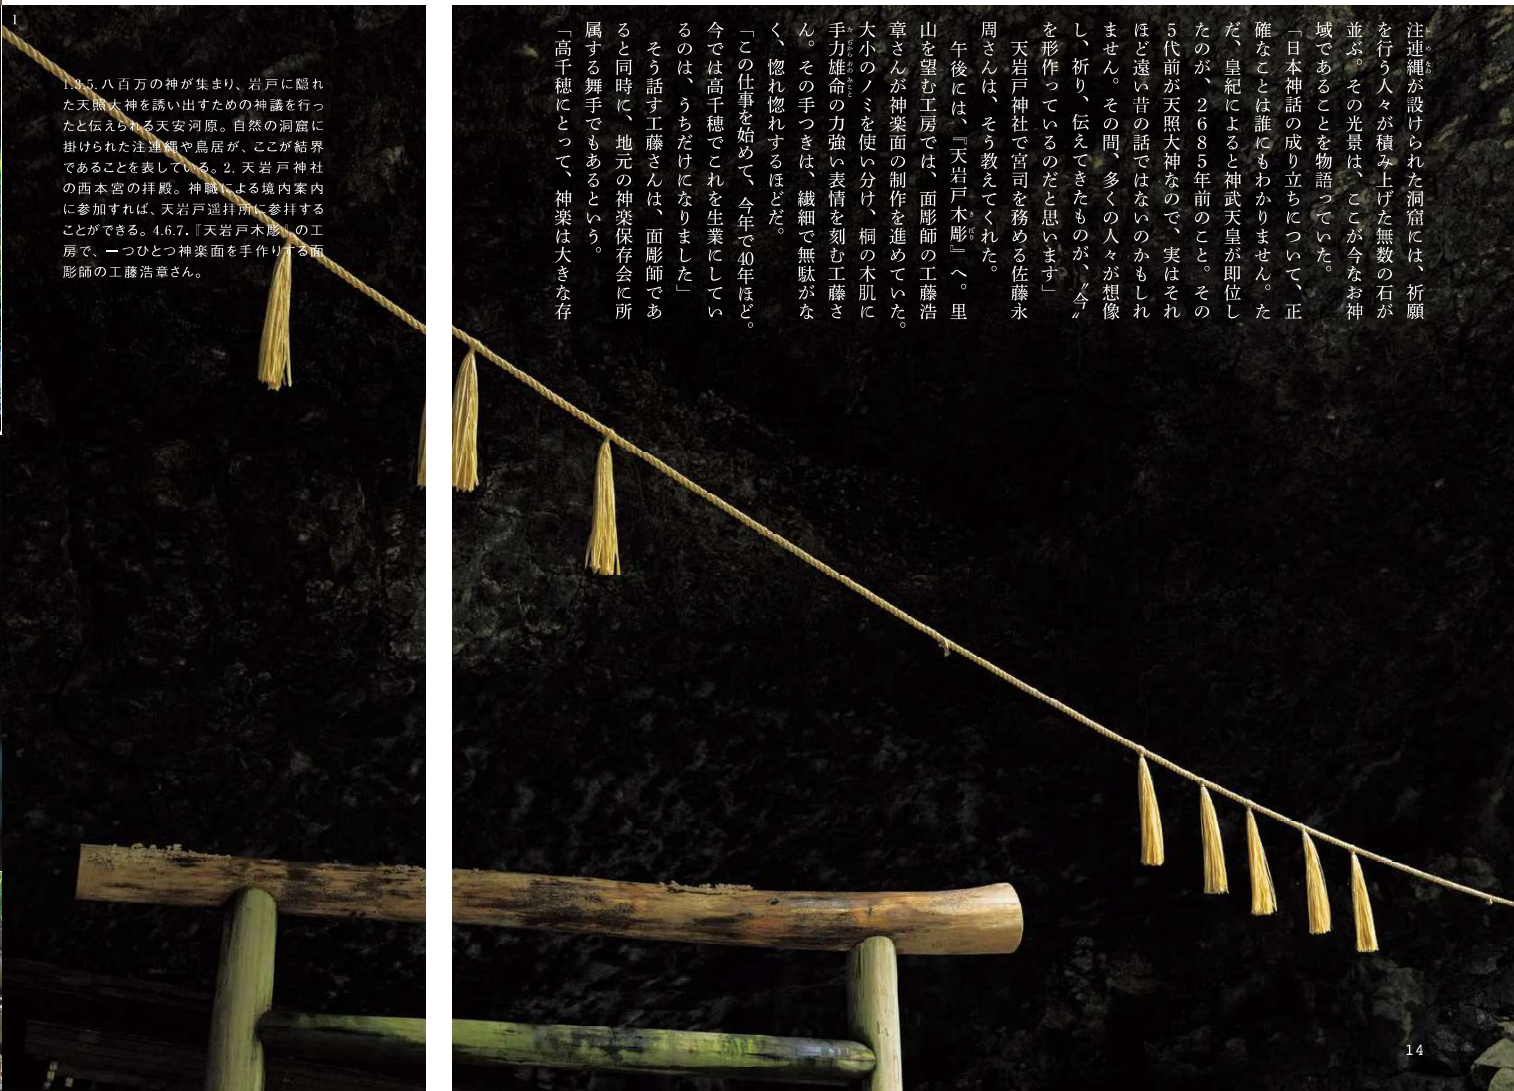 注連縄が設けられた洞窟には、祈願
を行う人々が積み上げた無数の石が
並ぶ。その光景は、ここが今なお神
域であることを物語っていた。
「日本神話の成り立ちについて、正
確なことは誰にもわかりません。た
だ、皇紀によると神武天皇が即位し
たのが、2685年前のこと。その
5代前が天照大神なので、実はそれ
ほど遠い昔の話ではないのかもしれ
ません。その間、多くの人々が想像
し、祈り、伝えてきたものが、〝今〟
を形作っているのだと思います」
天岩戸神社で宮司を務める佐藤永
周さんは、そう教えてくれた。
午後には、『天岩戸木彫』へ。里
山を望む工房では、面彫師の工藤浩
章さんが神楽面の制作を進めていた。
大小のノミを使い分け、桐の木肌に
手力雄命の力強い表情を刻む工藤さ
ん。その手つきは、繊細で無駄がな
く、惚れ惚れするほどだ。
「この仕事を始めて、今年で40年ほど。
今では高千穂でこれを生業にしてい
るのは、うちだけになりました」
そう話す工藤さんは、面彫師であ
ると同時に、地元の神楽保存会に所
属する舞手でもあるという。
「高千穂にとって、神楽は大きな存
1
1.3.5.八百万の神が集まり、岩戸に隠れ
た天照大神を誘い出すための神議を行っ
たと伝えられる天安河原。自然の洞窟に
掛けられた注連縄や鳥居が、ここが結界
であることを表している。2.天岩戸神社
の西本宮の拝殿。神職による境内案内
に参加すれば、天岩戸遥拝所に参拝する
ことができる。4.6.7.『天岩戸木彫』の工
房で、一つひとつ神楽面を手作りする面
彫師の工藤浩章さん。
14